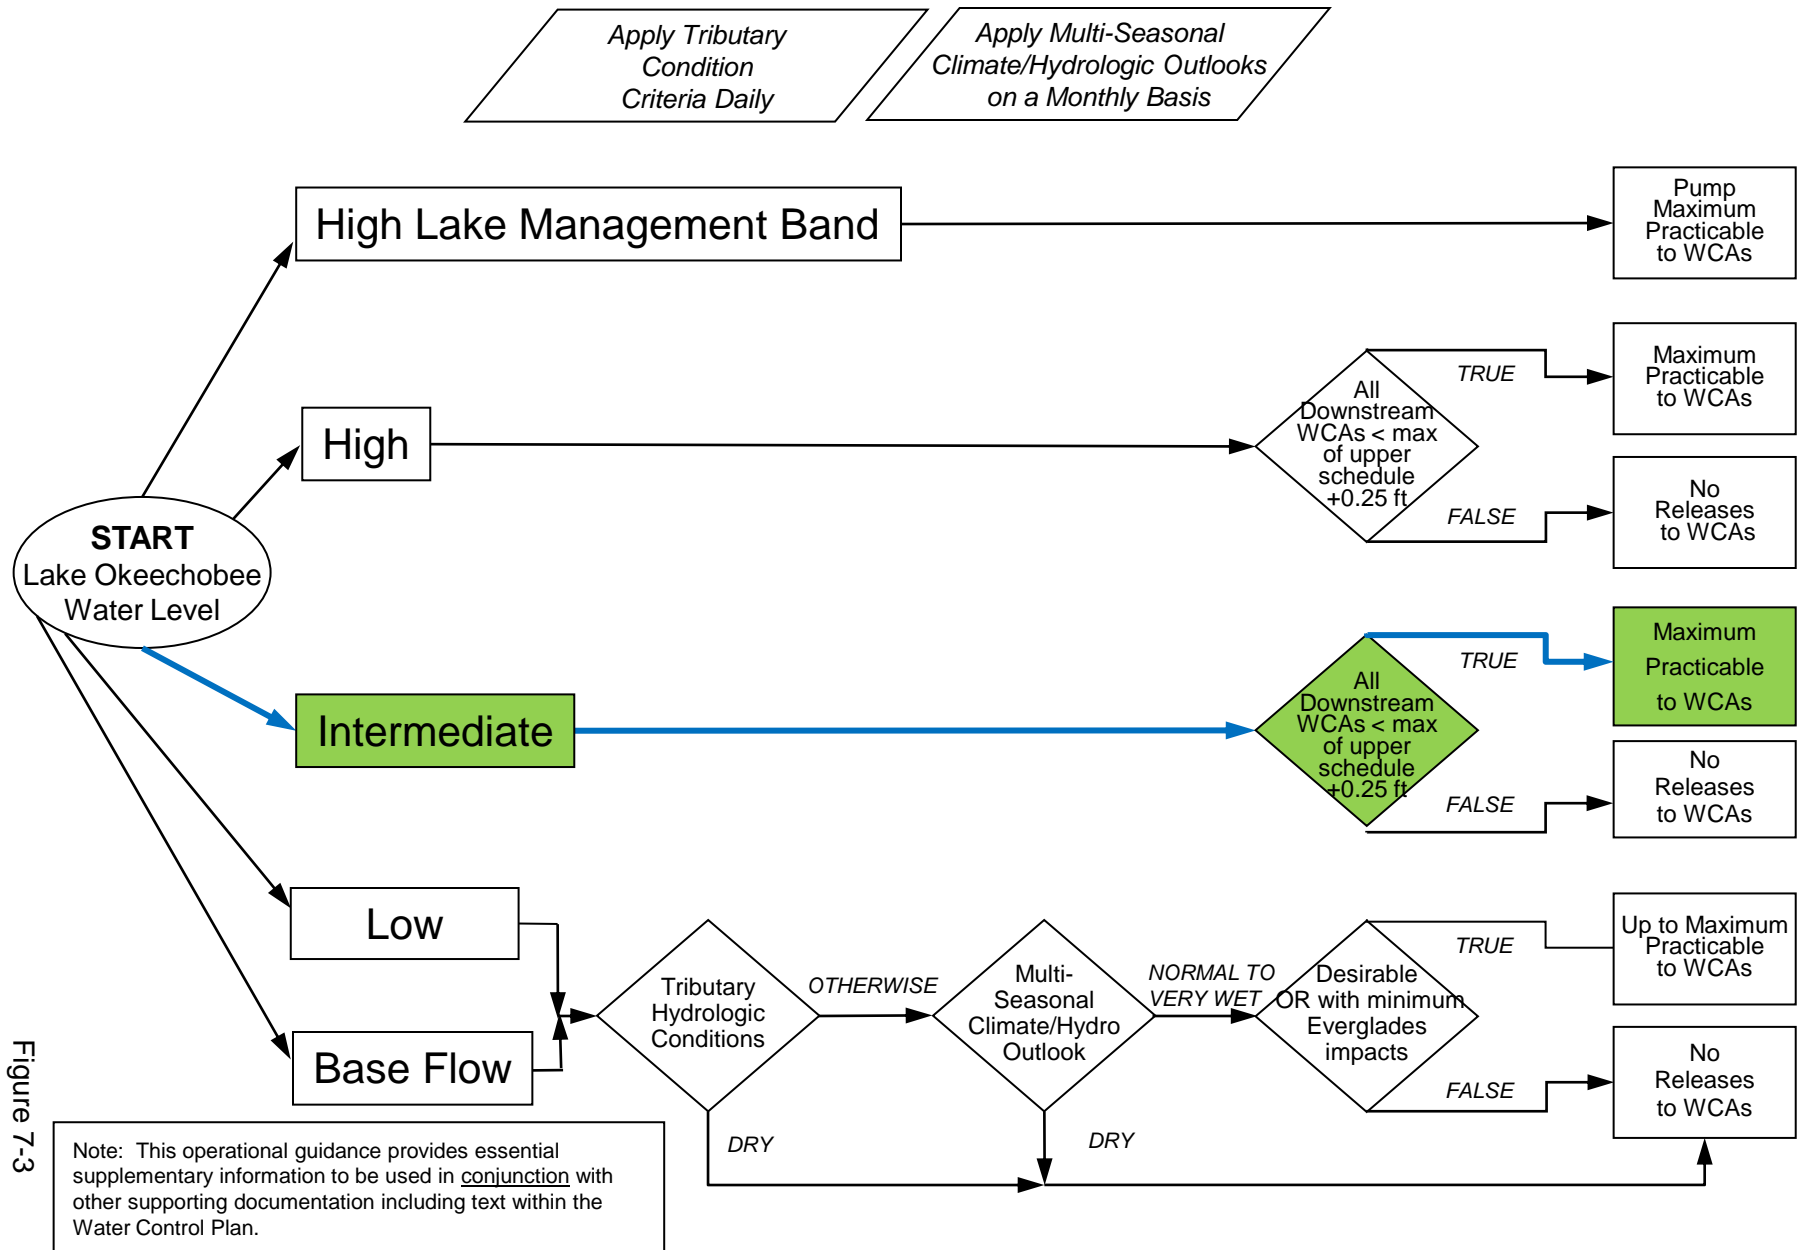 Apply Tributary
Condition
Criteria Daily
Apply Multi-Seasonal
Climate/Hydrologic Outlooks
on a Monthly Basis
High Lake Management Band
Pump
Maximum
Practicable
to WCAs
High
All
Downstream
WCAs < max
of upper
schedule
+0.25 ft
TRUE
Maximum
Practicable
to WCAs
FALSE
No
Releases
to WCAs
START
Lake Okeechobee
Water Level
Intermediate
All
Downstream
WCAs < max
of upper
schedule
+0.25 ft
TRUE
Maximum
Practicable
to WCAs
FALSE
No
Releases
to WCAs
Low
Base Flow
Tributary
Hydrologic
Conditions
OTHERWISE
DRY
Multi-
Seasonal
Climate/Hydro
Outlook
NORMAL TO
VERY WET
DRY
Desirable
OR with minimum
Everglades
impacts
TRUE
Up to Maximum
Practicable
to WCAs
FALSE
No
Releases
to WCAs
Figure 7-3
Note:  This operational guidance provides essential
supplementary information to be used in conjunction with
other supporting documentation including text within the
Water Control Plan.